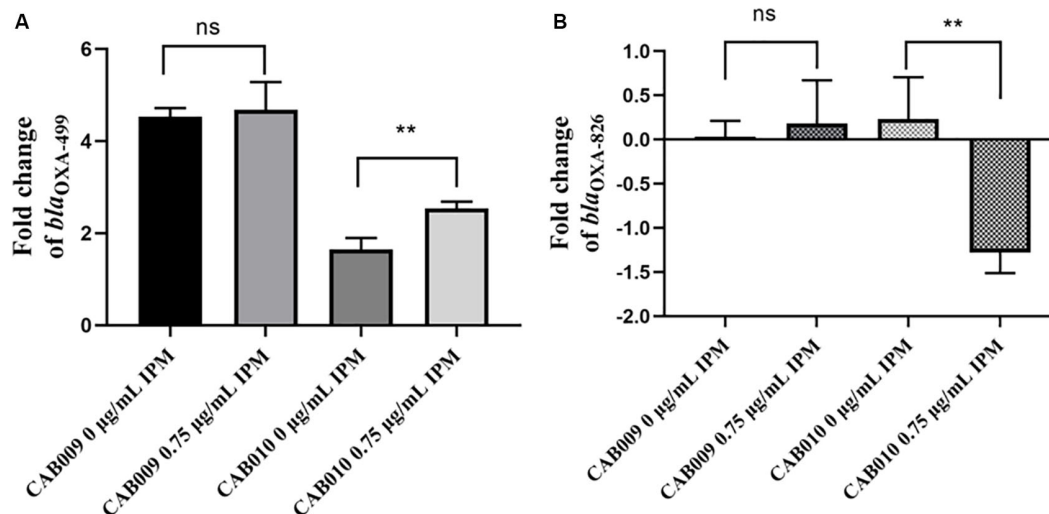 A
Fold change
of blaOXA-499
6
4
2
0
ns
**
CAB009 0 µg/mL IPM
CAB009 0.75 µg/mL IPM
CAB010 0 µg/mL IPM
CAB010 0.75 µg/mL IPM
B
Fold change
of blaOXA-826
1.0
0.5
0.0
-0.5
-1.0
-1.5
-2.0
ns
**
CAB009 0 µg/mL IPM
CAB009 0.75 µg/mL IPM
CAB010 0 µg/mL IPM
CAB010 0.75 µg/mL IPM